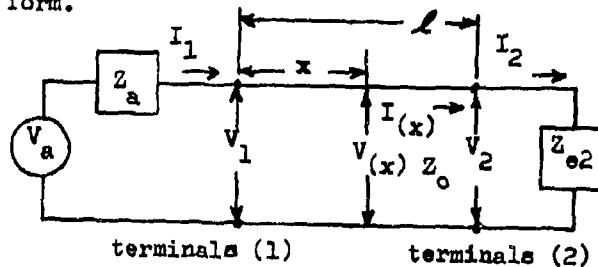 form.
l
I1
I2
x
Za
I(x)
Va
V1
V(x) Zo
V2
Ze2
terminals (1)
terminals (2)